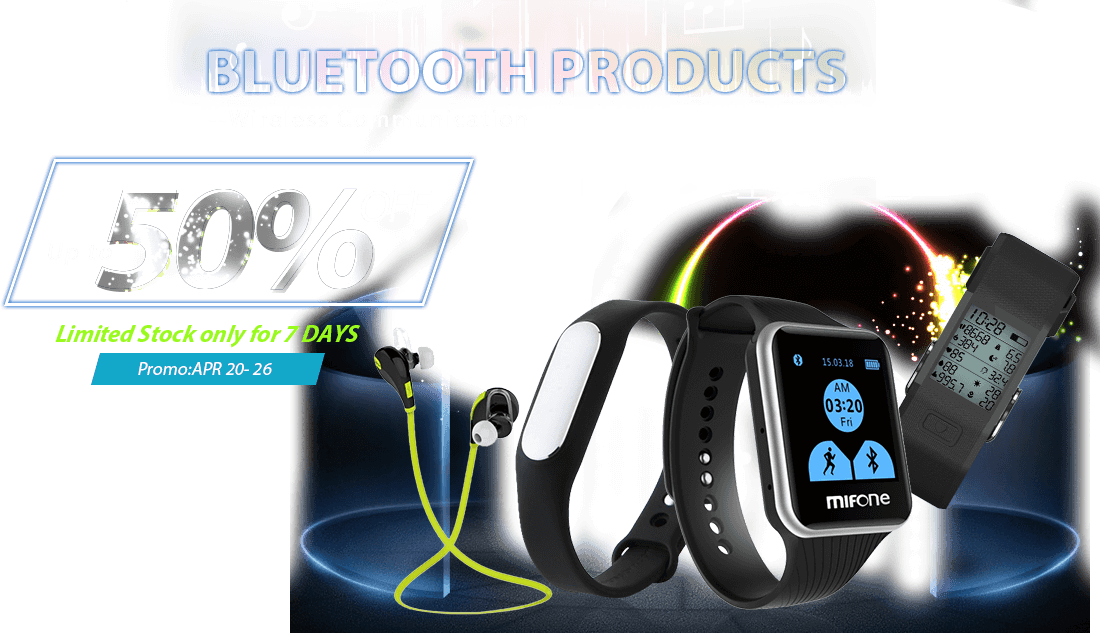 BLUETOOTH PRODUCTS
50%
Limited Stock only for 7 DAYS
Promo:APR 20- 26
15.03.18
AM
03:20
Fri
mifone
10:28
8668